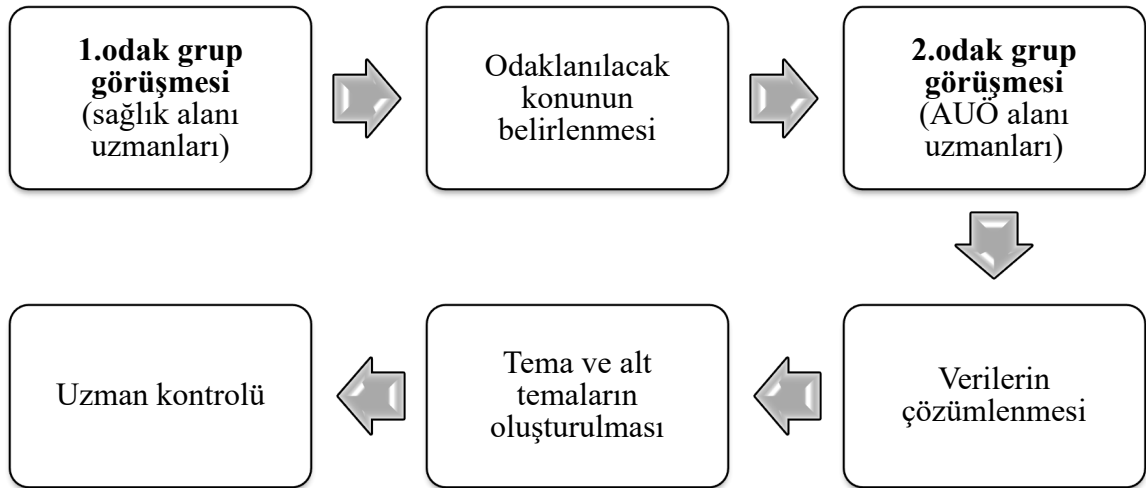 1.odak grup
görüşmesi
(sağlık alanı
uzmanları)
Odaklanılacak
konunun
belirlenmesi
2.odak grup
görüşmesi
(AUÖ alanı
uzmanları)
Verilerin
çözümlenmesi
Tema ve alt
temaların
oluşturulması
Uzman kontrolü